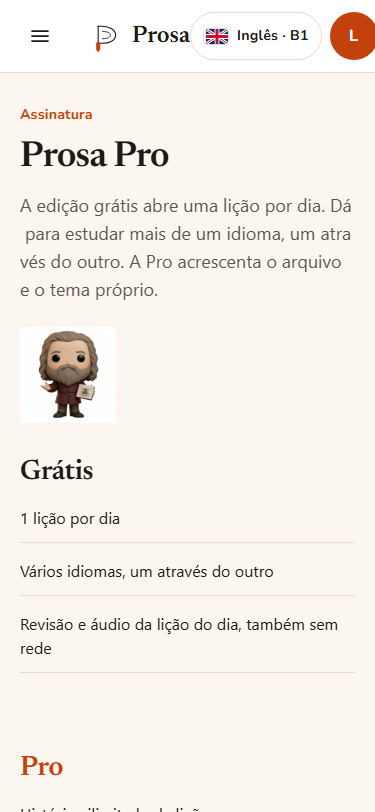 Prosa
Inglês · B1
L
Assinatura
Prosa Pro
A edição grátis abre uma lição por dia. Dá
para estudar mais de um idioma, um atra
vés do outro. A Pro acrescenta o arquivo
e o tema próprio.
Grátis
1 lição por dia
Vários idiomas, um através do outro
Revisão e áudio da lição do dia, também sem
rede
Pro